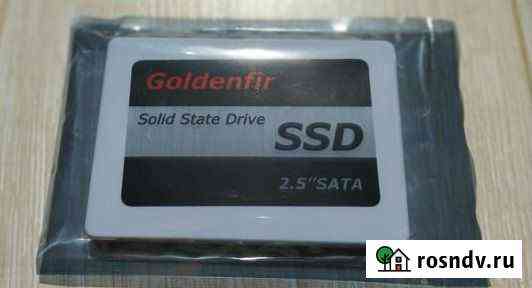 Goldenfir
Solid State Drive
SSD
2.5"SATA
rosndv.ru